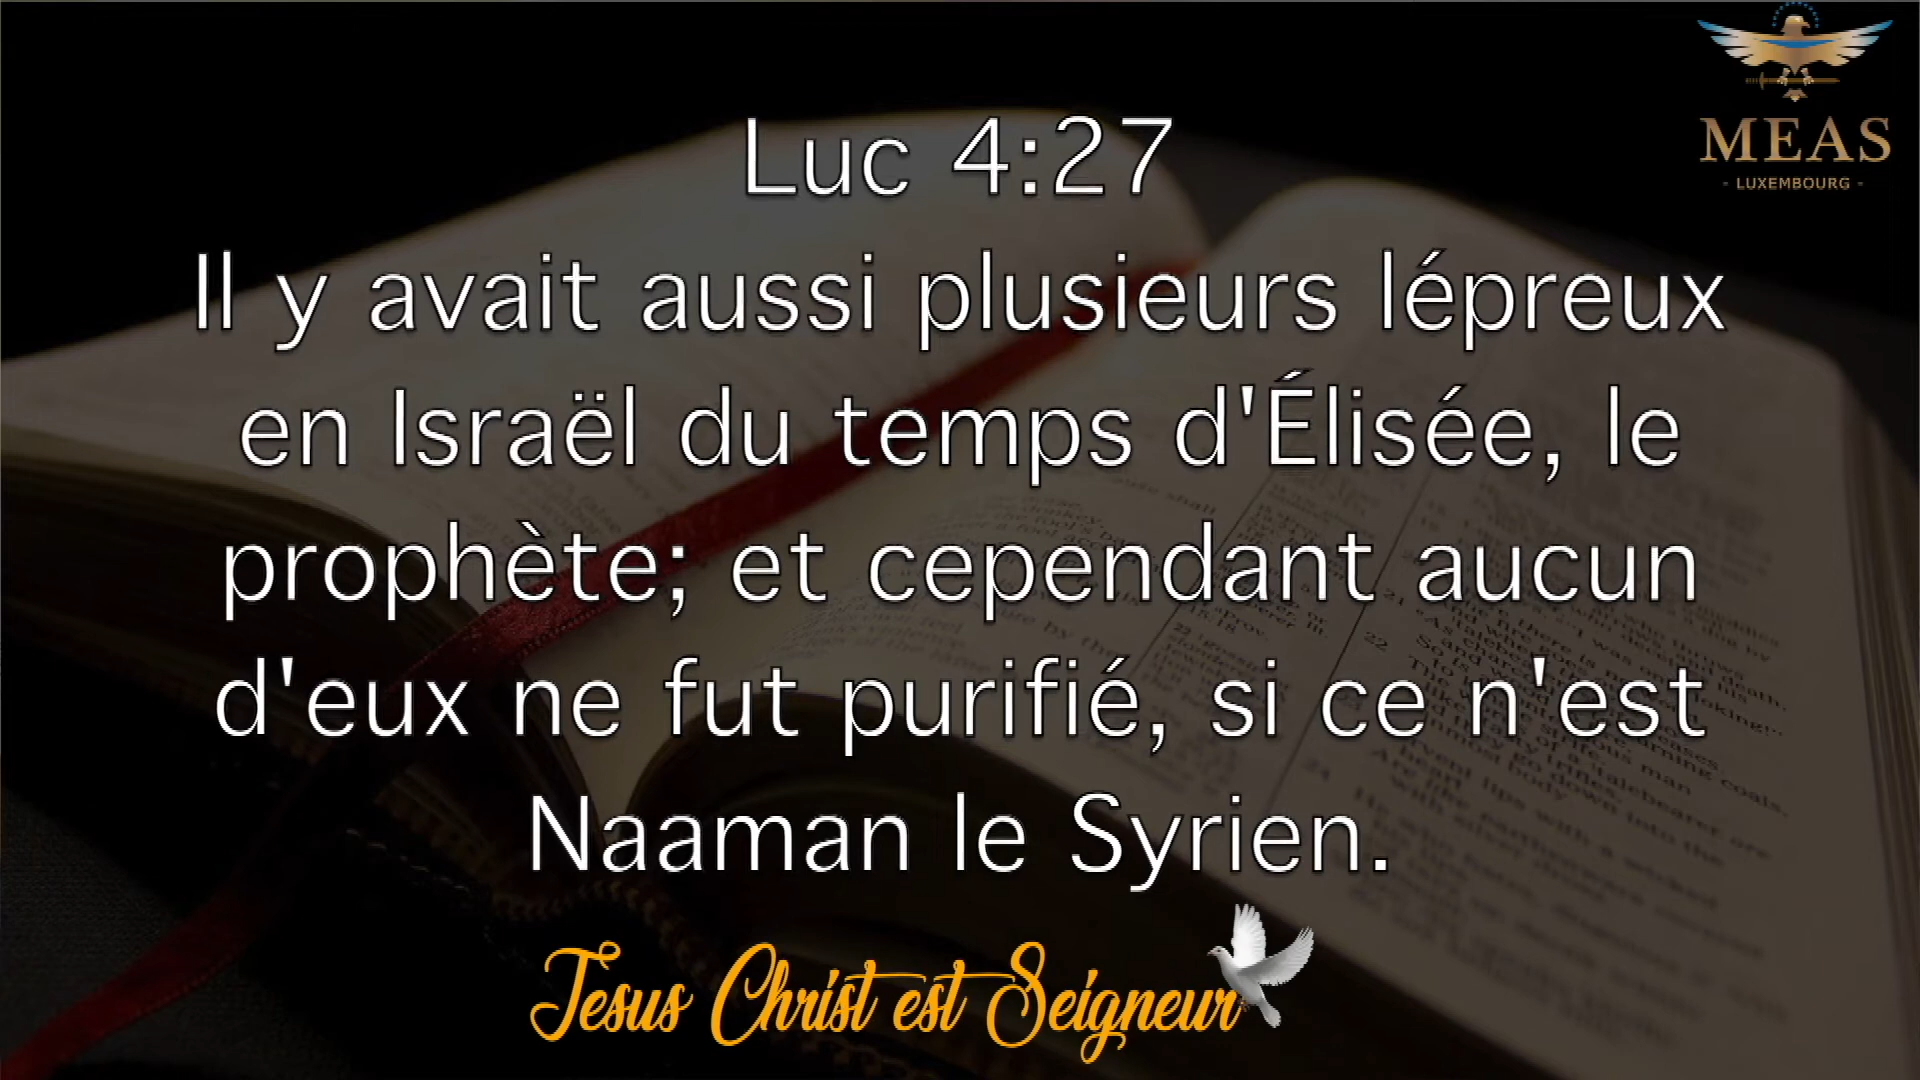 MEAS
- LUXEMBOURG -
Luc 4:27
Il y avait aussi plusieurs lépreux
en Israël du temps d'Élisée, le
prophète; et cependant aucun
d'eux ne fut purifié, si ce n'est
Naaman le Syrien.
Jesus Christ est Seigneur